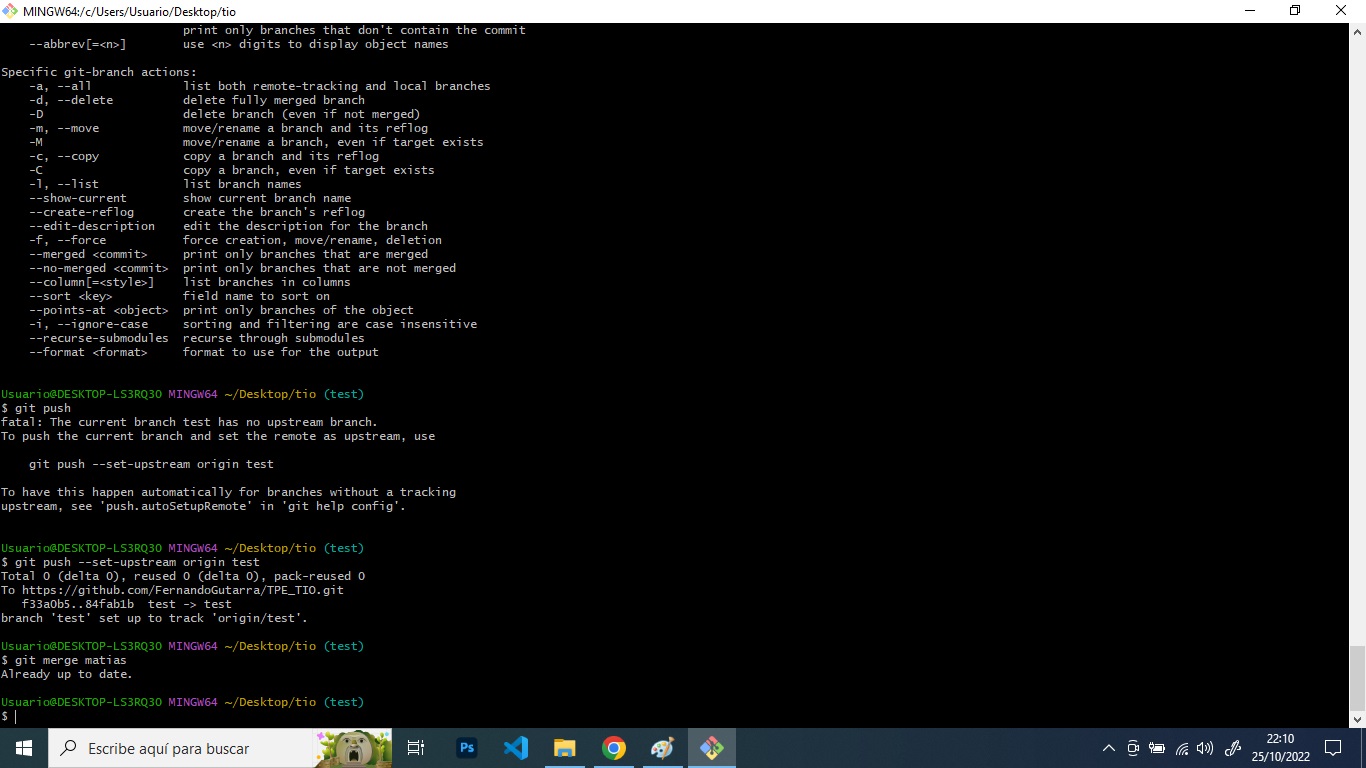 MINGW64:/c/Users/Usuario/Desktop/tio
print only branches that don't contain the commit
--abbrev[=<n>] use <n> digits to display object names
Specific git-branch actions:
-a, --all list both remote-tracking and local branches
-d, --delete delete fully merged branch
-D delete branch (even if not merged)
-m, --move move/rename a branch and its reflog
-M move/rename a branch, even if target exists
-c, --copy copy a branch and its reflog
-C copy a branch, even if target exists
-l, --list list branch names
--show-current show current branch name
--create-reflog create the branch's reflog
--edit-description edit the description for the branch
-f, --force force creation, move/rename, deletion
--merged <commit> print only branches that are merged
--no-merged <commit> print only branches that are not merged
--column[=<style>] list branches in columns
--sort <key> field name to sort on
--points-at <object> print only branches of the object
-i, --ignore-case sorting and filtering are case insensitive
--recurse-submodules recurse through submodules
--format <format> format to use for the output
Usuario@DESKTOP-LS3RQ3O MINGW64 ~/Desktop/tio (test)
$ git push
fatal: The current branch test has no upstream branch.
To push the current branch and set the remote as upstream, use
git push --set-upstream origin test
To have this happen automatically for branches without a tracking
upstream, see 'push.autoSetupRemote' in 'git help config'.
Usuario@DESKTOP-LS3RQ3O MINGW64 ~/Desktop/tio (test)
$ git push --set-upstream origin test
Total 0 (delta 0), reused 0 (delta 0), pack-reused 0
To https://github.com/FernandoGutarra/TPE_TIO.git
f33a0b5..84fab1b test -> test
branch 'test' set up to track 'origin/test'.
Usuario@DESKTOP-LS3RQ3O MINGW64 ~/Desktop/tio (test)
$ git merge matias
Already up to date.
Usuario@DESKTOP-LS3RQ3O MINGW64 ~/Desktop/tio (test)
$
Escribe aquí para buscar
Ps
22:10
25/10/2022